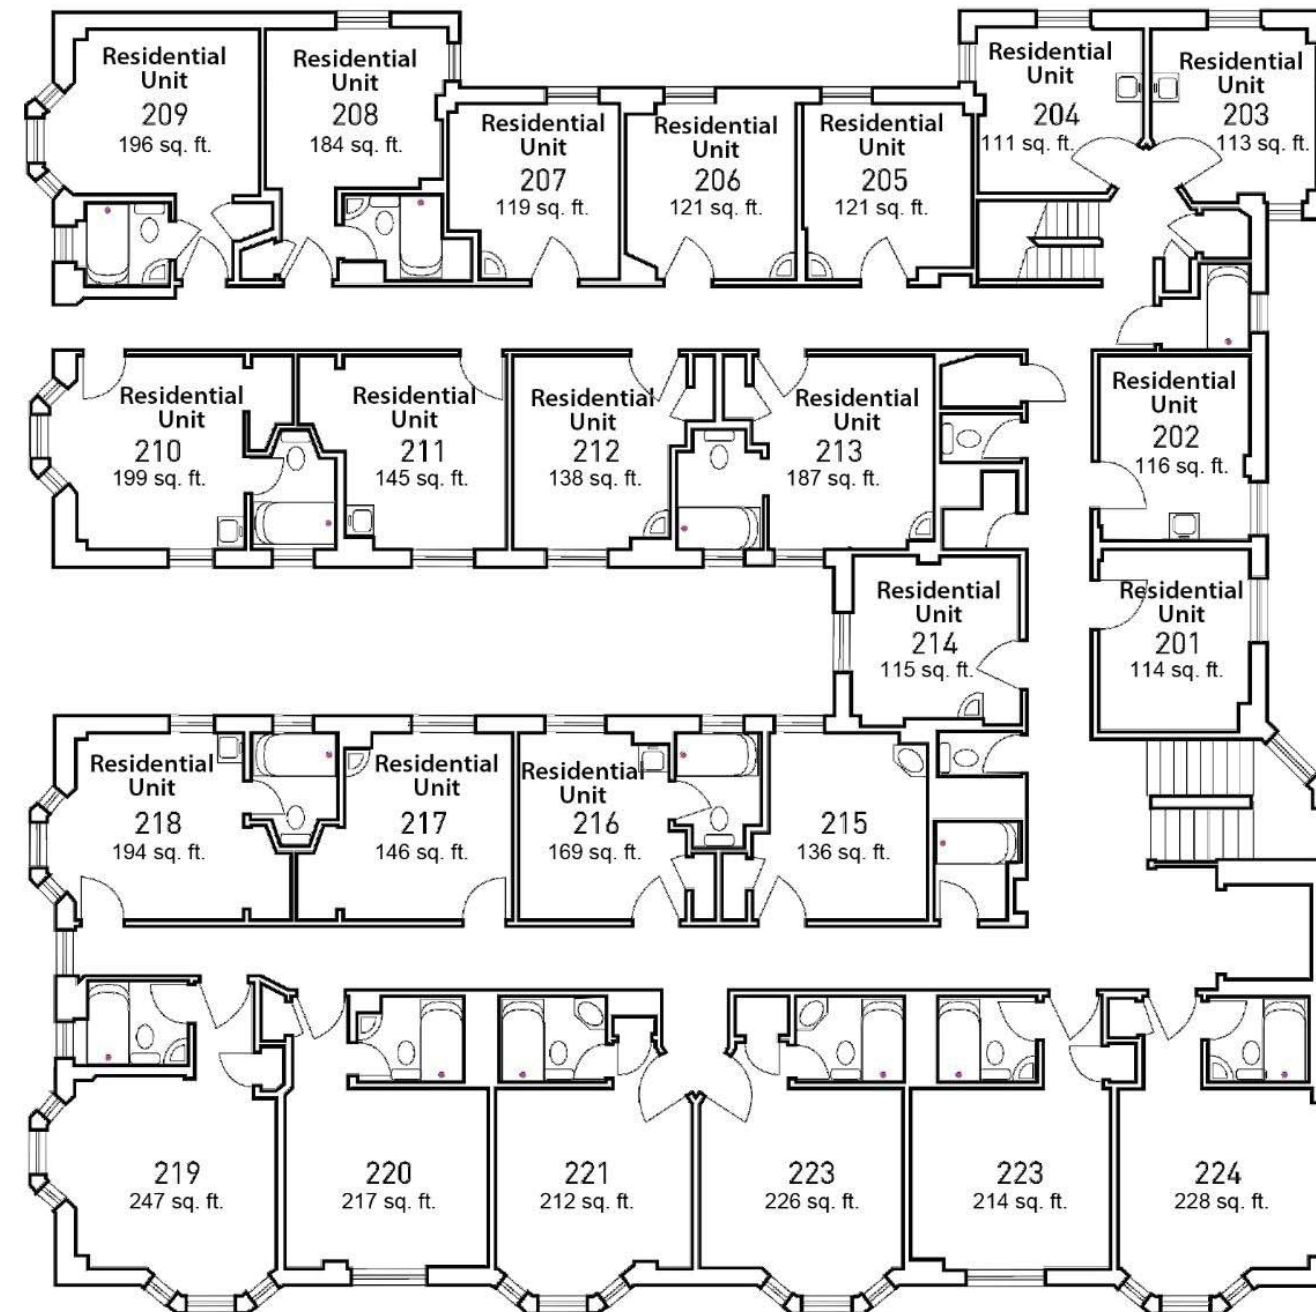 Residential
Unit
209
196 sq. ft.
Residential
Unit
208
184 sq. ft.
Residential
Unit
207
119 sq. ft.
Residential
Unit
206
121 sq. ft.
Residential
Unit
205
121 sq. ft.
Residential
Unit
204
111 sq. ft.
Residential
Unit
203
113 sq. ft.
Residential
Unit
210
199 sq. ft.
Residential
Unit
211
145 sq. ft.
Residential
Unit
212
138 sq. ft.
Residential
Unit
213
187 sq. ft.
Residential
Unit
202
116 sq. ft.
Residential
Unit
214
115 sq. ft.
Residential
Unit
201
114 sq. ft.
Residential
Unit
218
194 sq. ft.
Residential
Unit
217
146 sq. ft.
Residential
Unit
216
169 sq. ft.
215
136 sq. ft.
219
247 sq. ft.
220
217 sq. ft.
221
212 sq. ft.
223
226 sq. ft.
223
214 sq. ft.
224
228 sq. ft.